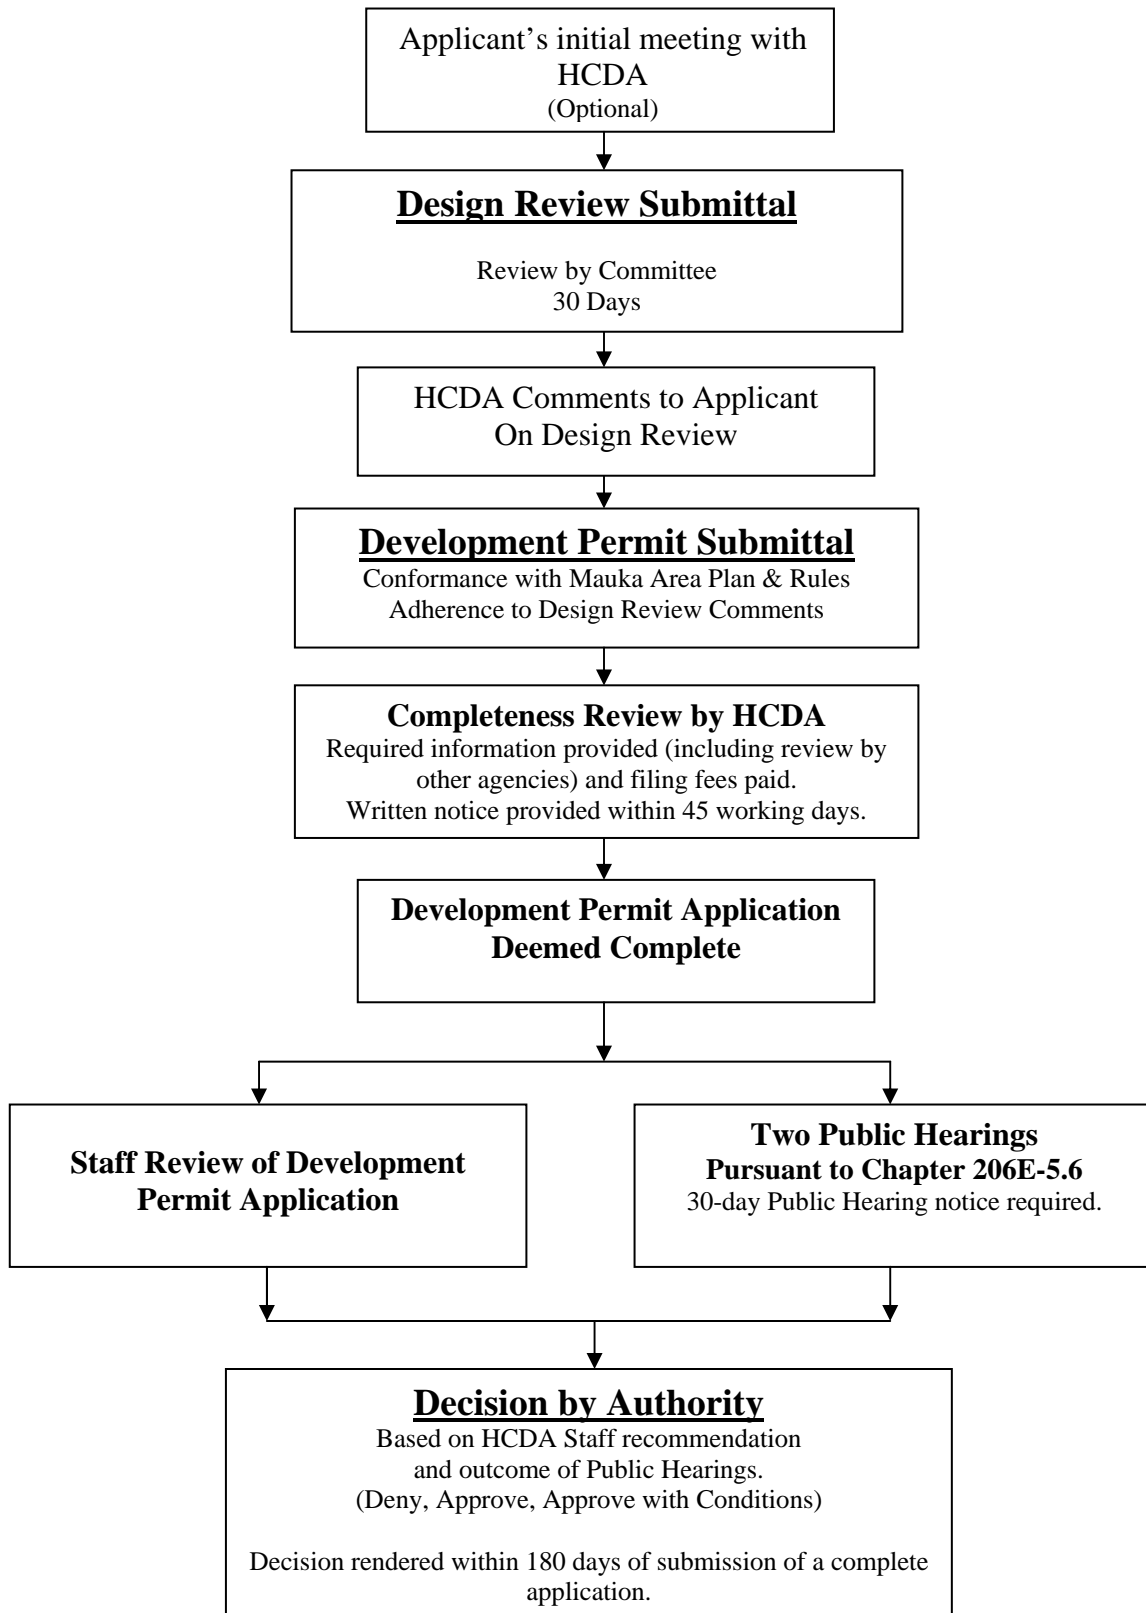 Applicant’s initial meeting with
HCDA
(Optional)
Design Review Submittal
Review by Committee
30 Days
HCDA Comments to Applicant
On Design Review
Development Permit Submittal
Conformance with Mauka Area Plan & Rules
Adherence to Design Review Comments
Completeness Review by HCDA
Required information provided (including review by
other agencies) and filing fees paid.
Written notice provided within 45 working days.
Development Permit Application
Deemed Complete
Staff Review of Development
Permit Application
Two Public Hearings
Pursuant to Chapter 206E-5.6
30-day Public Hearing notice required.
Decision by Authority
Based on HCDA Staff recommendation
and outcome of Public Hearings.
(Deny, Approve, Approve with Conditions)
Decision rendered within 180 days of submission of a complete
application.